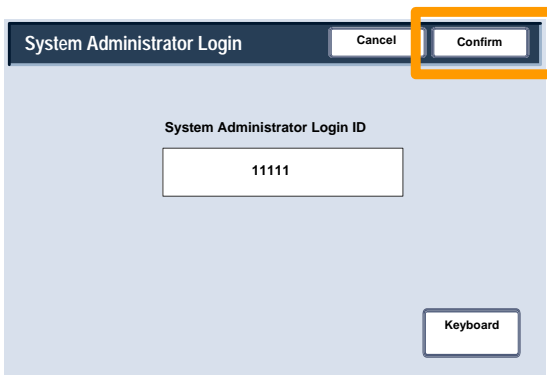 System Administrator Login Cancel Confirm
System Administrator Login ID
11111
Keyboard